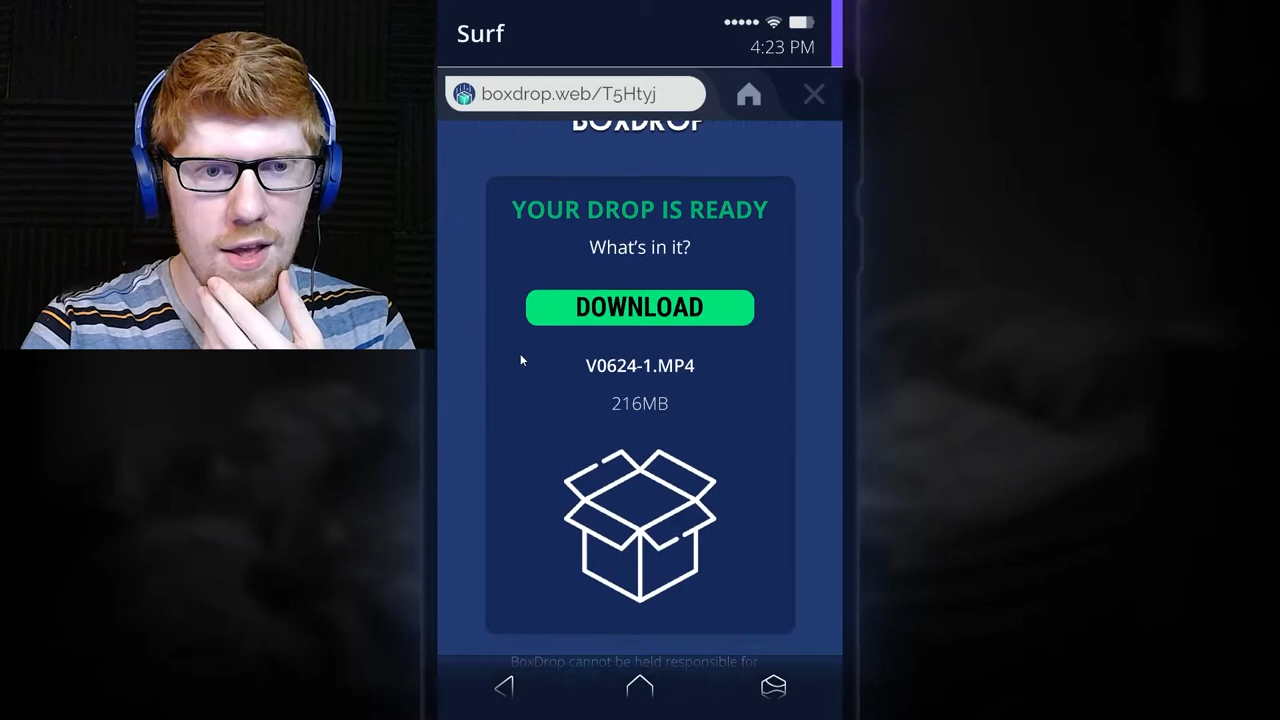 Surf
4:23 PM
boxdrop.web/T5Htyj
BOXDROP
YOUR DROP IS READY
What's in it?
DOWNLOAD
V0624-1.MP4
216MB
BoxDrop cannot be held responsible for